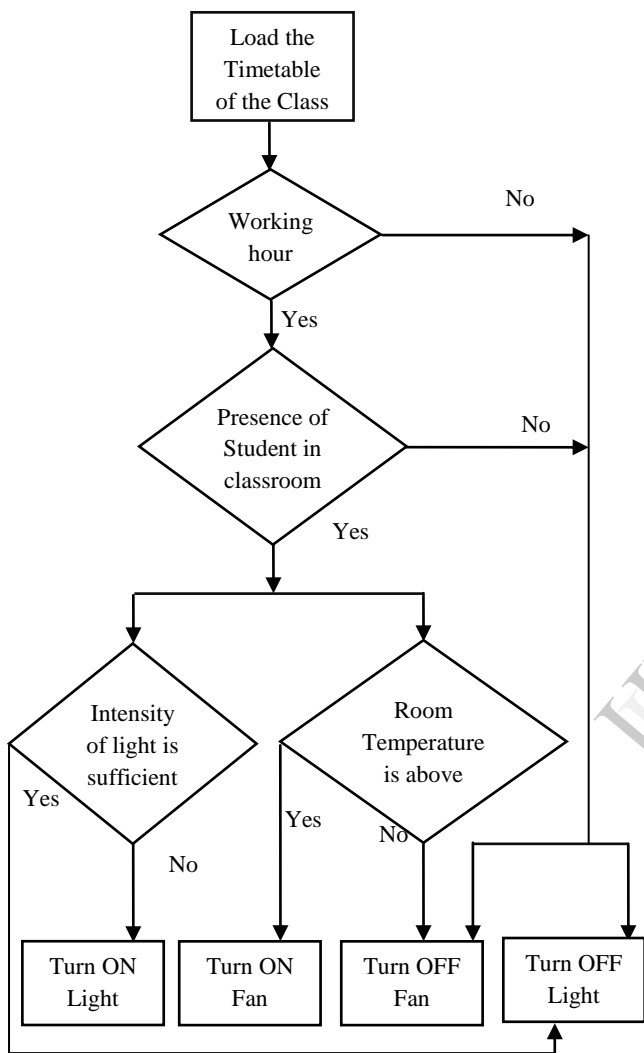 Load the
Timetable
of the Class
No
Working
hour
Yes
Presence of
Student in
classroom
No
Yes
Intensity
of light is
sufficient
Room
Temperature
is above
Yes
Yes
No
No
Turn ON
Light
Turn ON
Fan
Turn OFF
Fan
Turn OFF
Light